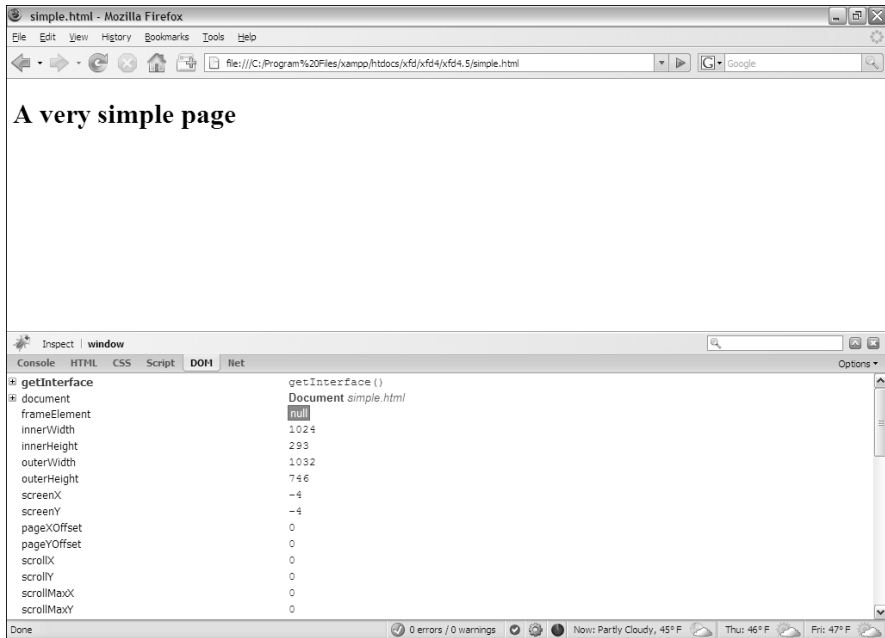 simple.html - Mozilla Firefox
File Edit View History Bookmarks Tools Help
file:///C:/Program%20Files/xampp/htdocs/xfd/xfd4/xfd4.5/simple.html G Google
A very simple page
Inspect window
Console HTML CSS Script DOM Net Options
getInterface getInterface()
document Document simple.html
frameElement null
innerWidth 1024
innerHeight 293
outerWidth 1032
outerHeight 746
screenX -4
screenY -4
pageXOffset 0
pageYOffset 0
scrollX 0
scrollY 0
scrollMaxX 0
scrollMaxY 0
Done 0 errors / 0 warnings Now: Partly Cloudy, 45° F Thu: 46° F Fri: 47° F